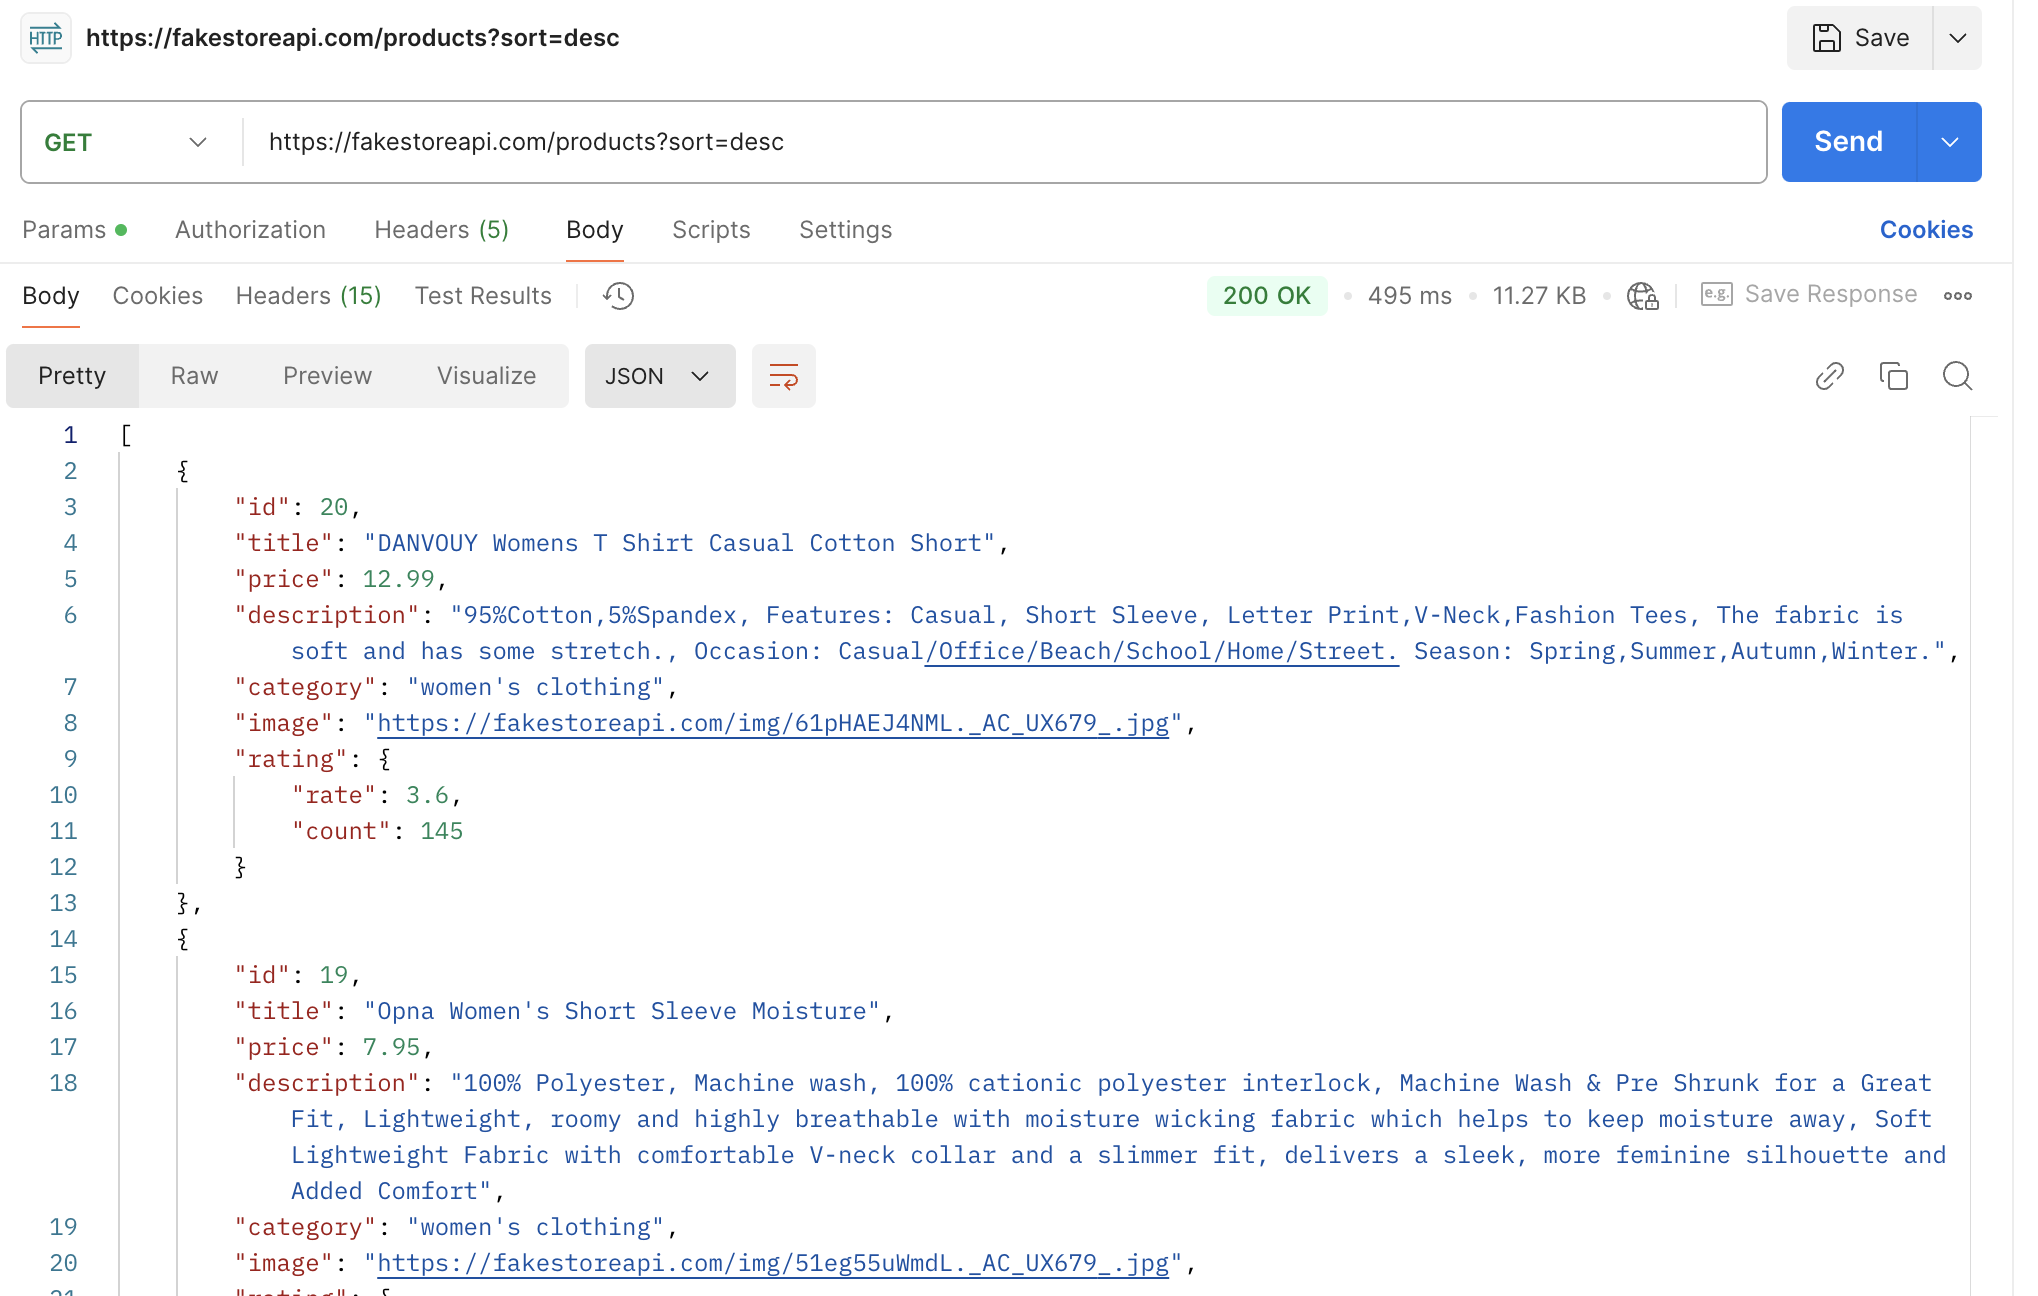 HTTP https://fakestoreapi.com/products?sort=desc Save
GET https://fakestoreapi.com/products?sort=desc Send
Params Authorization Headers (5) Body Scripts Settings Cookies
Body Cookies Headers (15) Test Results 200 OK 495 ms 11.27 KB e.g. Save Response
Pretty Raw Preview Visualize JSON
1 [
2 {
3 "id": 20,
4 "title": "DANVOUY Womens T Shirt Casual Cotton Short",
5 "price": 12.99,
6 "description": "95%Cotton,5%Spandex, Features: Casual, Short Sleeve, Letter Print,V-Neck,Fashion Tees, The fabric is
soft and has some stretch., Occasion: Casual/Office/Beach/School/Home/Street. Season: Spring,Summer,Autumn,Winter.",
7 "category": "women's clothing",
8 "image": "https://fakestoreapi.com/img/61pHAEJ4NML._AC_UX679_.jpg",
9 "rating": {
10 "rate": 3.6,
11 "count": 145
12 }
13 },
14 {
15 "id": 19,
16 "title": "Opna Women's Short Sleeve Moisture",
17 "price": 7.95,
18 "description": "100% Polyester, Machine wash, 100% cationic polyester interlock, Machine Wash & Pre Shrunk for a Great
Fit, Lightweight, roomy and highly breathable with moisture wicking fabric which helps to keep moisture away, Soft
Lightweight Fabric with comfortable V-neck collar and a slimmer fit, delivers a sleek, more feminine silhouette and
Added Comfort",
19 "category": "women's clothing",
20 "image": "https://fakestoreapi.com/img/51eg55uWmdL._AC_UX679_.jpg",
21 "rating": {